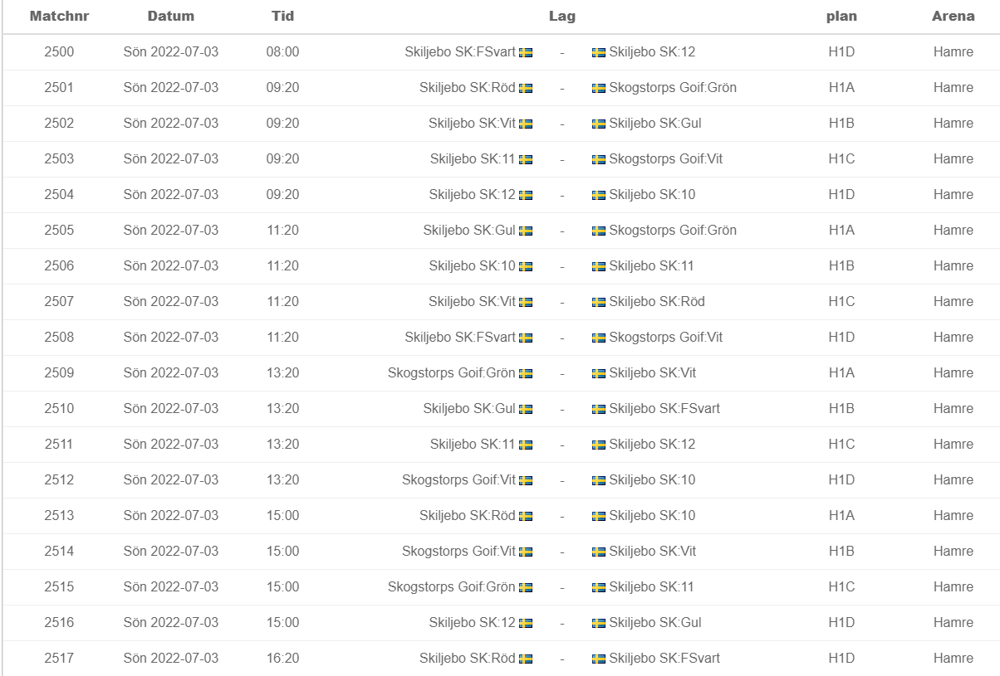 Matchnr Datum Tid Lag plan Arena
2500 Sön 2022-07-03 08:00 Skiljebo SK:FSvart - Skiljebo SK:12 H1D Hamre
2501 Sön 2022-07-03 09:20 Skiljebo SK:Röd - Skogstorps Goif:Grön H1A Hamre
2502 Sön 2022-07-03 09:20 Skiljebo SK:Vit - Skiljebo SK:Gul H1B Hamre
2503 Sön 2022-07-03 09:20 Skiljebo SK:11 - Skogstorps Goif:Vit H1C Hamre
2504 Sön 2022-07-03 09:20 Skiljebo SK:12 - Skiljebo SK:10 H1D Hamre
2505 Sön 2022-07-03 11:20 Skiljebo SK:Gul - Skogstorps Goif:Grön H1A Hamre
2506 Sön 2022-07-03 11:20 Skiljebo SK:10 - Skiljebo SK:11 H1B Hamre
2507 Sön 2022-07-03 11:20 Skiljebo SK:Vit - Skiljebo SK:Röd H1C Hamre
2508 Sön 2022-07-03 11:20 Skiljebo SK:FSvart - Skogstorps Goif:Vit H1D Hamre
2509 Sön 2022-07-03 13:20 Skogstorps Goif:Grön - Skiljebo SK:Vit H1A Hamre
2510 Sön 2022-07-03 13:20 Skiljebo SK:Gul - Skiljebo SK:FSvart H1B Hamre
2511 Sön 2022-07-03 13:20 Skiljebo SK:11 - Skiljebo SK:12 H1C Hamre
2512 Sön 2022-07-03 13:20 Skogstorps Goif:Vit - Skiljebo SK:10 H1D Hamre
2513 Sön 2022-07-03 15:00 Skiljebo SK:Röd - Skiljebo SK:10 H1A Hamre
2514 Sön 2022-07-03 15:00 Skogstorps Goif:Vit - Skiljebo SK:Vit H1B Hamre
2515 Sön 2022-07-03 15:00 Skogstorps Goif:Grön - Skiljebo SK:11 H1C Hamre
2516 Sön 2022-07-03 15:00 Skiljebo SK:12 - Skiljebo SK:Gul H1D Hamre
2517 Sön 2022-07-03 16:20 Skiljebo SK:Röd - Skiljebo SK:FSvart H1D Hamre